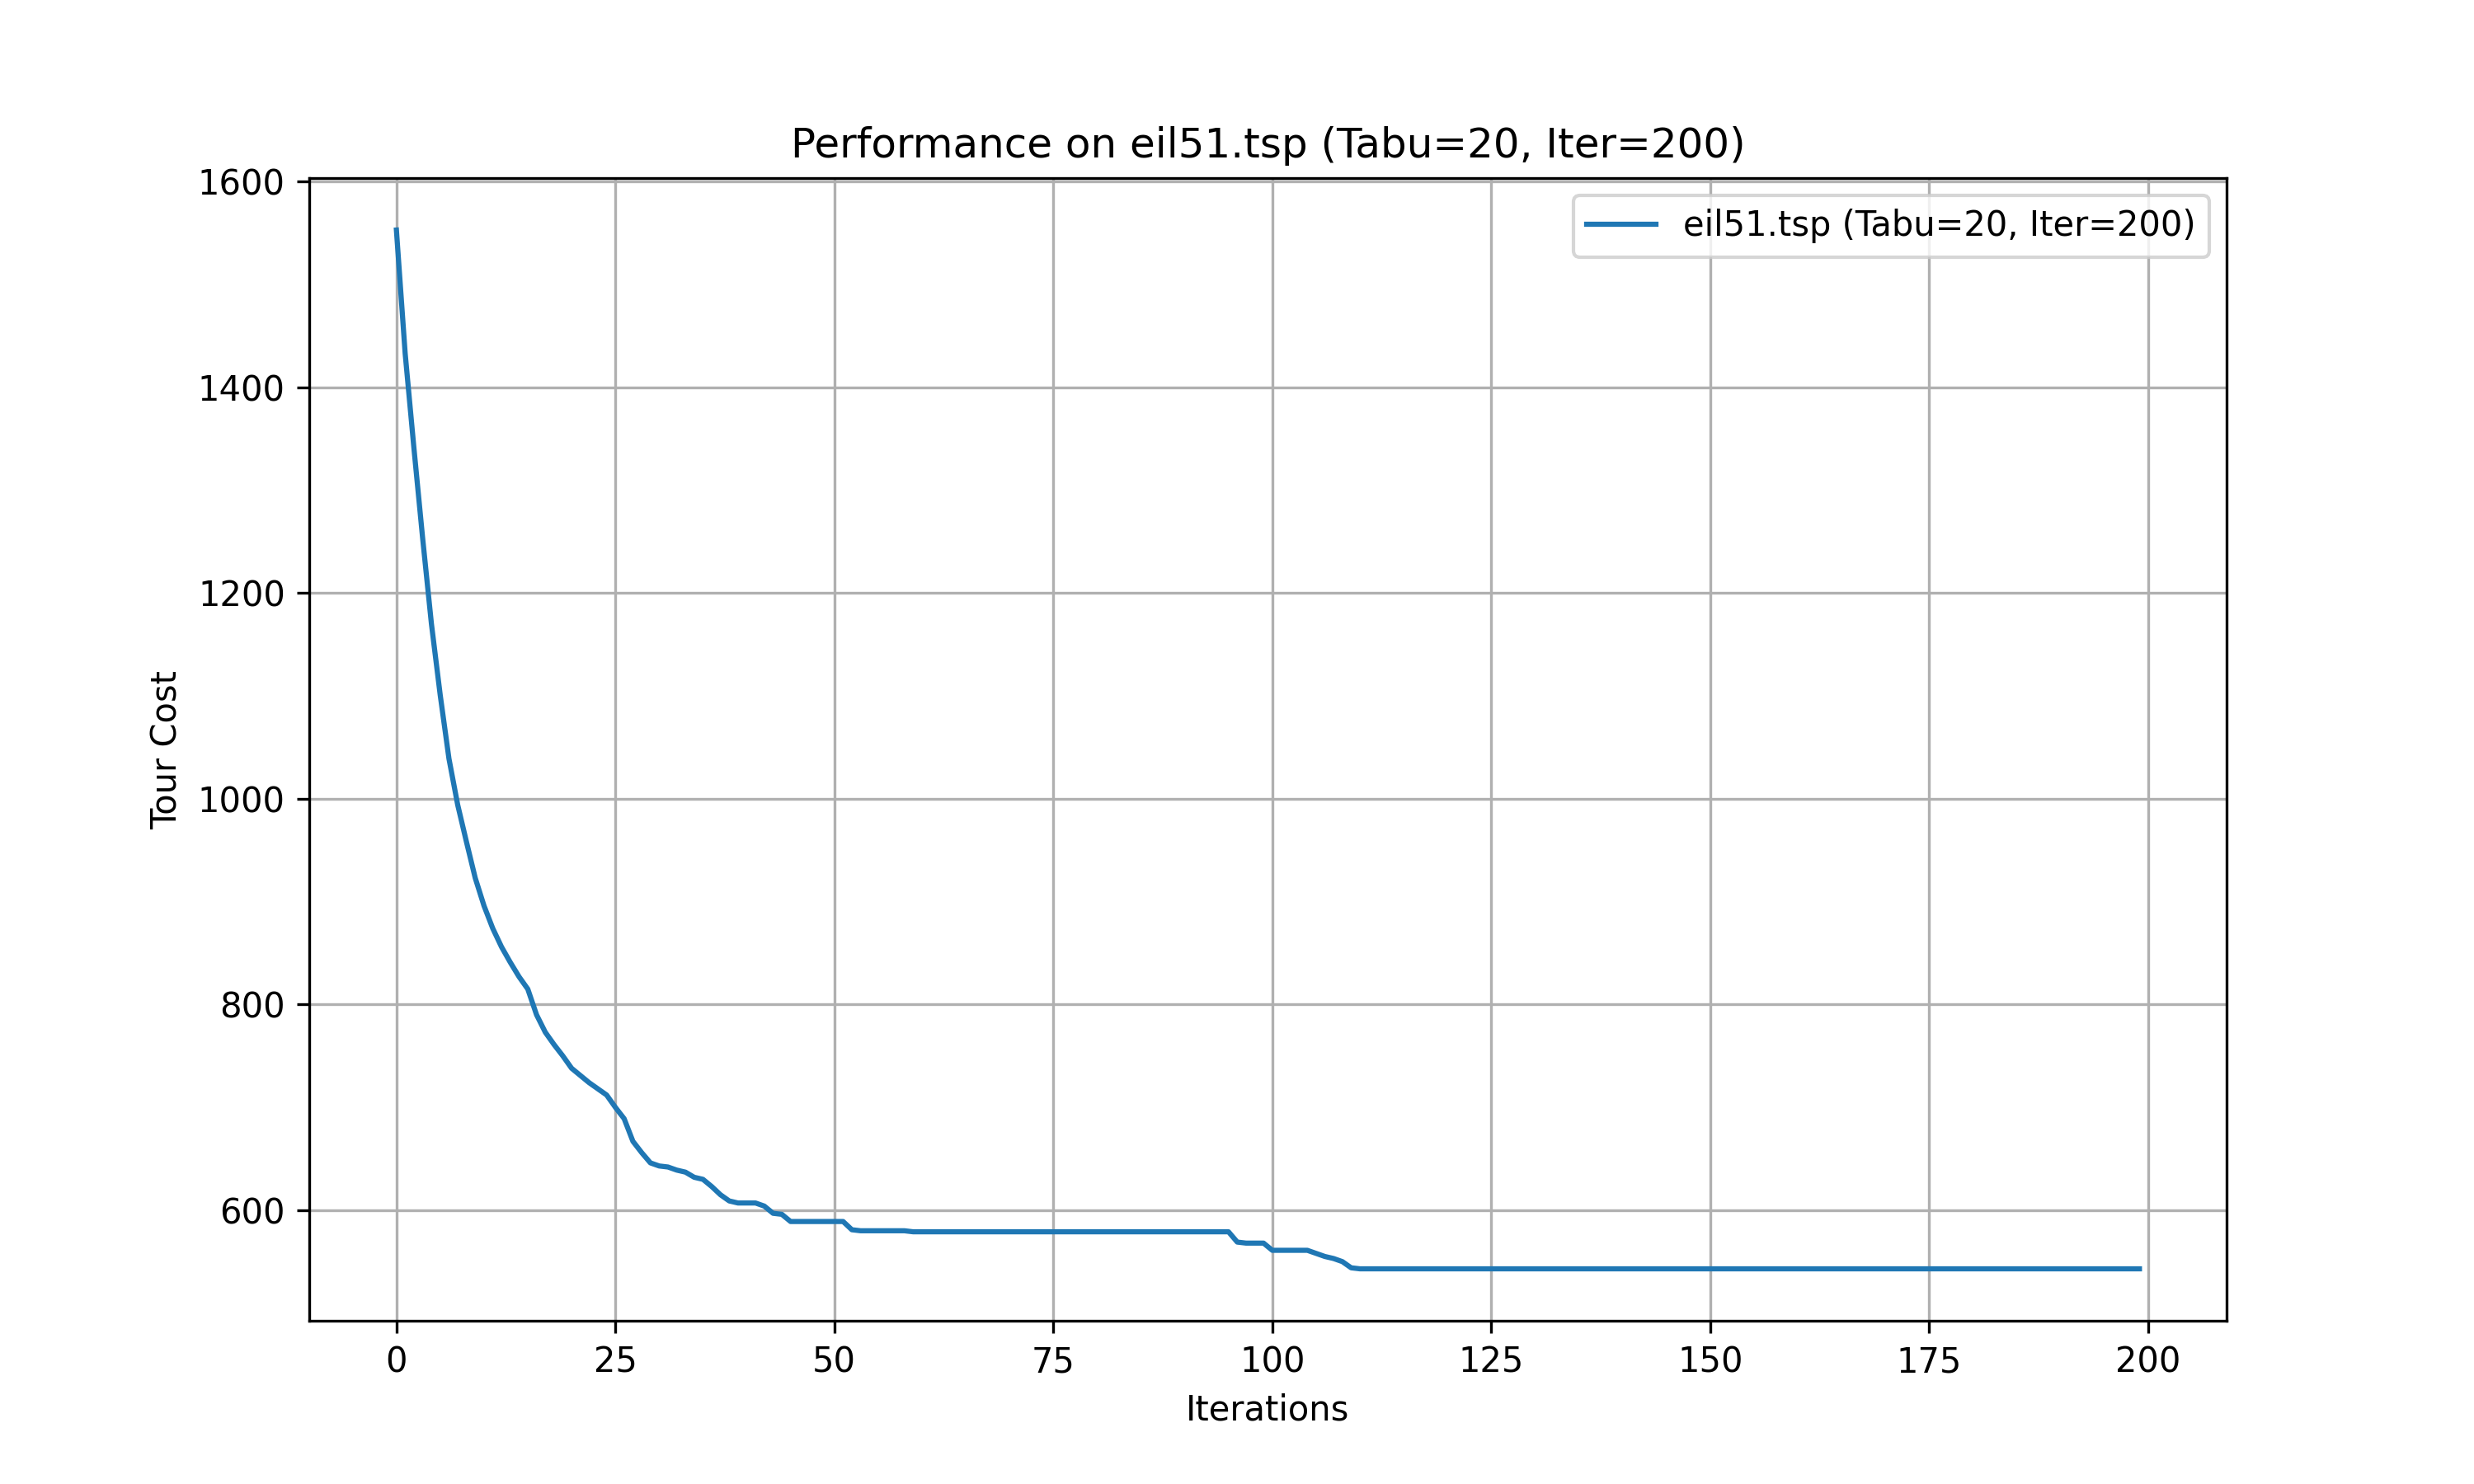 Performance on eil51.tsp (Tabu=20, Iter=200)
eil51.tsp (Tabu=20, Iter=200)
1600
1400
1200
1000
800
600
Tour Cost
0 25 50 75 100 125 150 175 200
Iterations